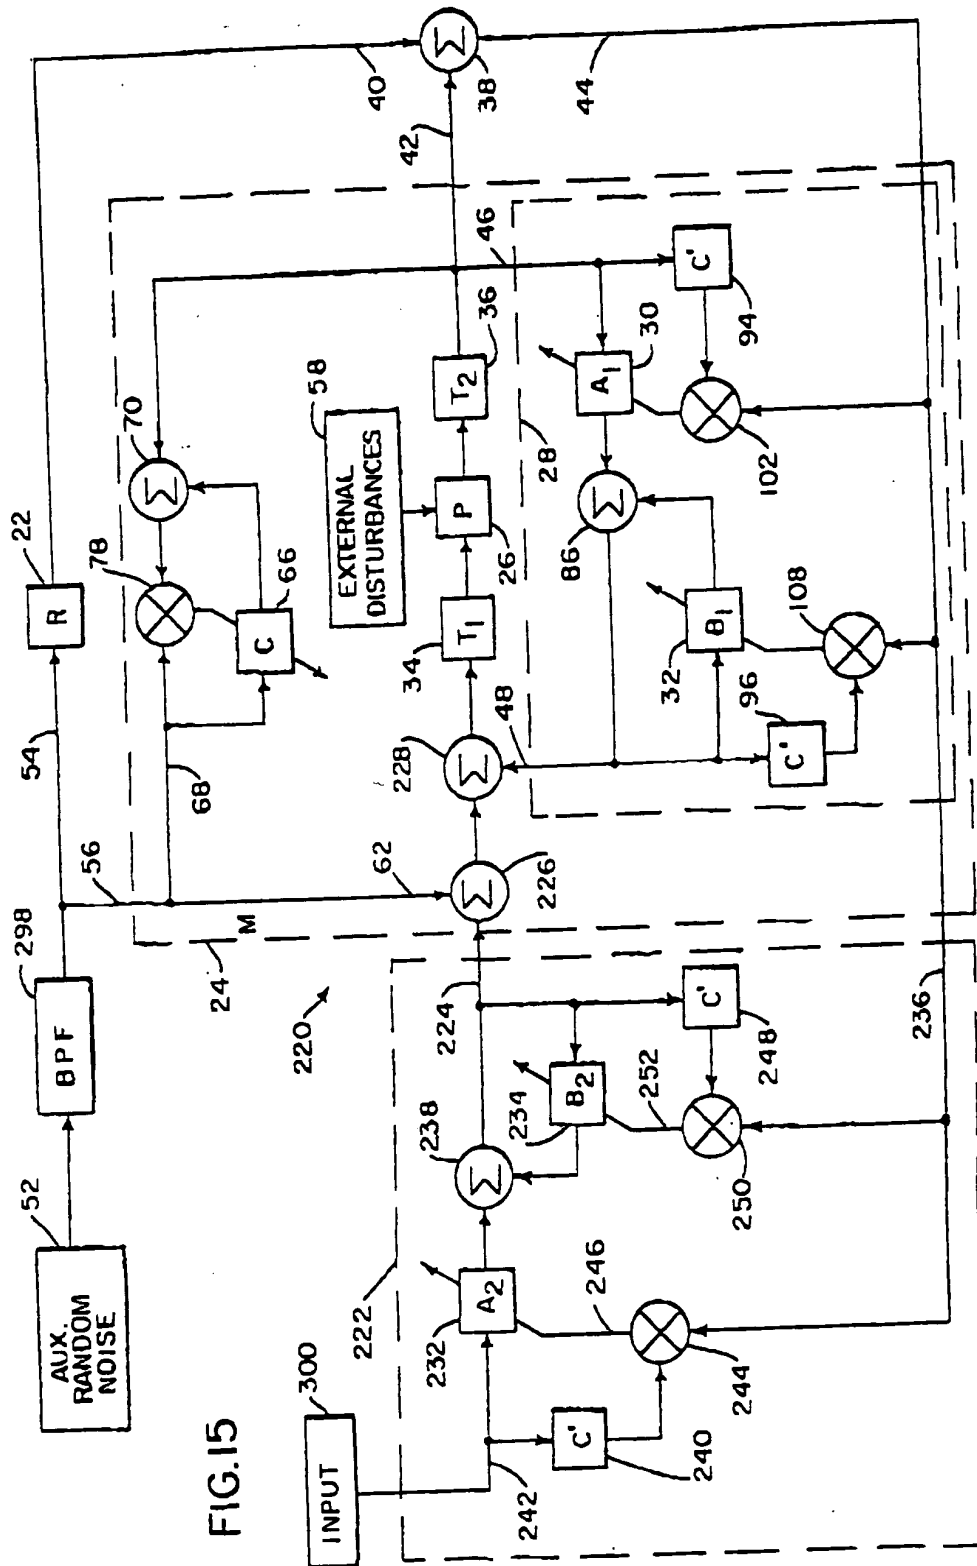 FIG.15
AUX.
RANDOM
NOISE
52
BPF
298
54
56
R
22
40
Σ
38
42
44
220
24
M
62
68
78
70
Σ
C
66
EXTERNAL
DISTURBANCES
58
Σ
226
Σ
228
T1
34
P
26
T2
36
46
48
28
Σ
86
A1
30
B1
32
C'
94
102
C'
96
108
INPUT
300
222
242
C'
240
A2
232
246
244
Σ
238
224
B2
234
252
250
C'
248
236